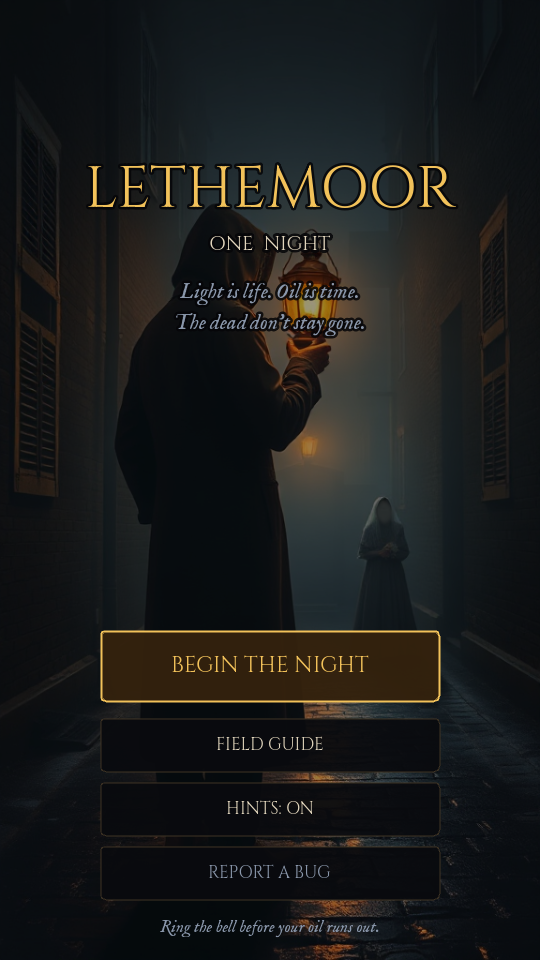 LETHEMOOR
ONE NIGHT
Light is life. Oil is time.
The dead don't stay gone.
BEGIN THE NIGHT
FIELD GUIDE
HINTS: ON
REPORT A BUG
Ring the bell before your oil runs out.